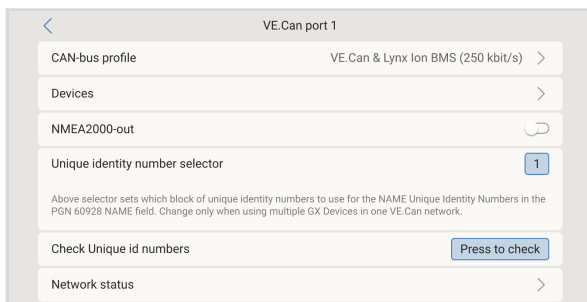 VE.Can port 1
CAN-bus profile VE.Can & Lynx Ion BMS (250 kbit/s)
Devices
NMEA2000-out
Unique identity number selector 1
Above selector sets which block of unique identity numbers to use for the NAME Unique Identity Numbers in the
PGN 60928 NAME field. Change only when using multiple GX Devices in one VE.Can network.
Check Unique id numbers Press to check
Network status